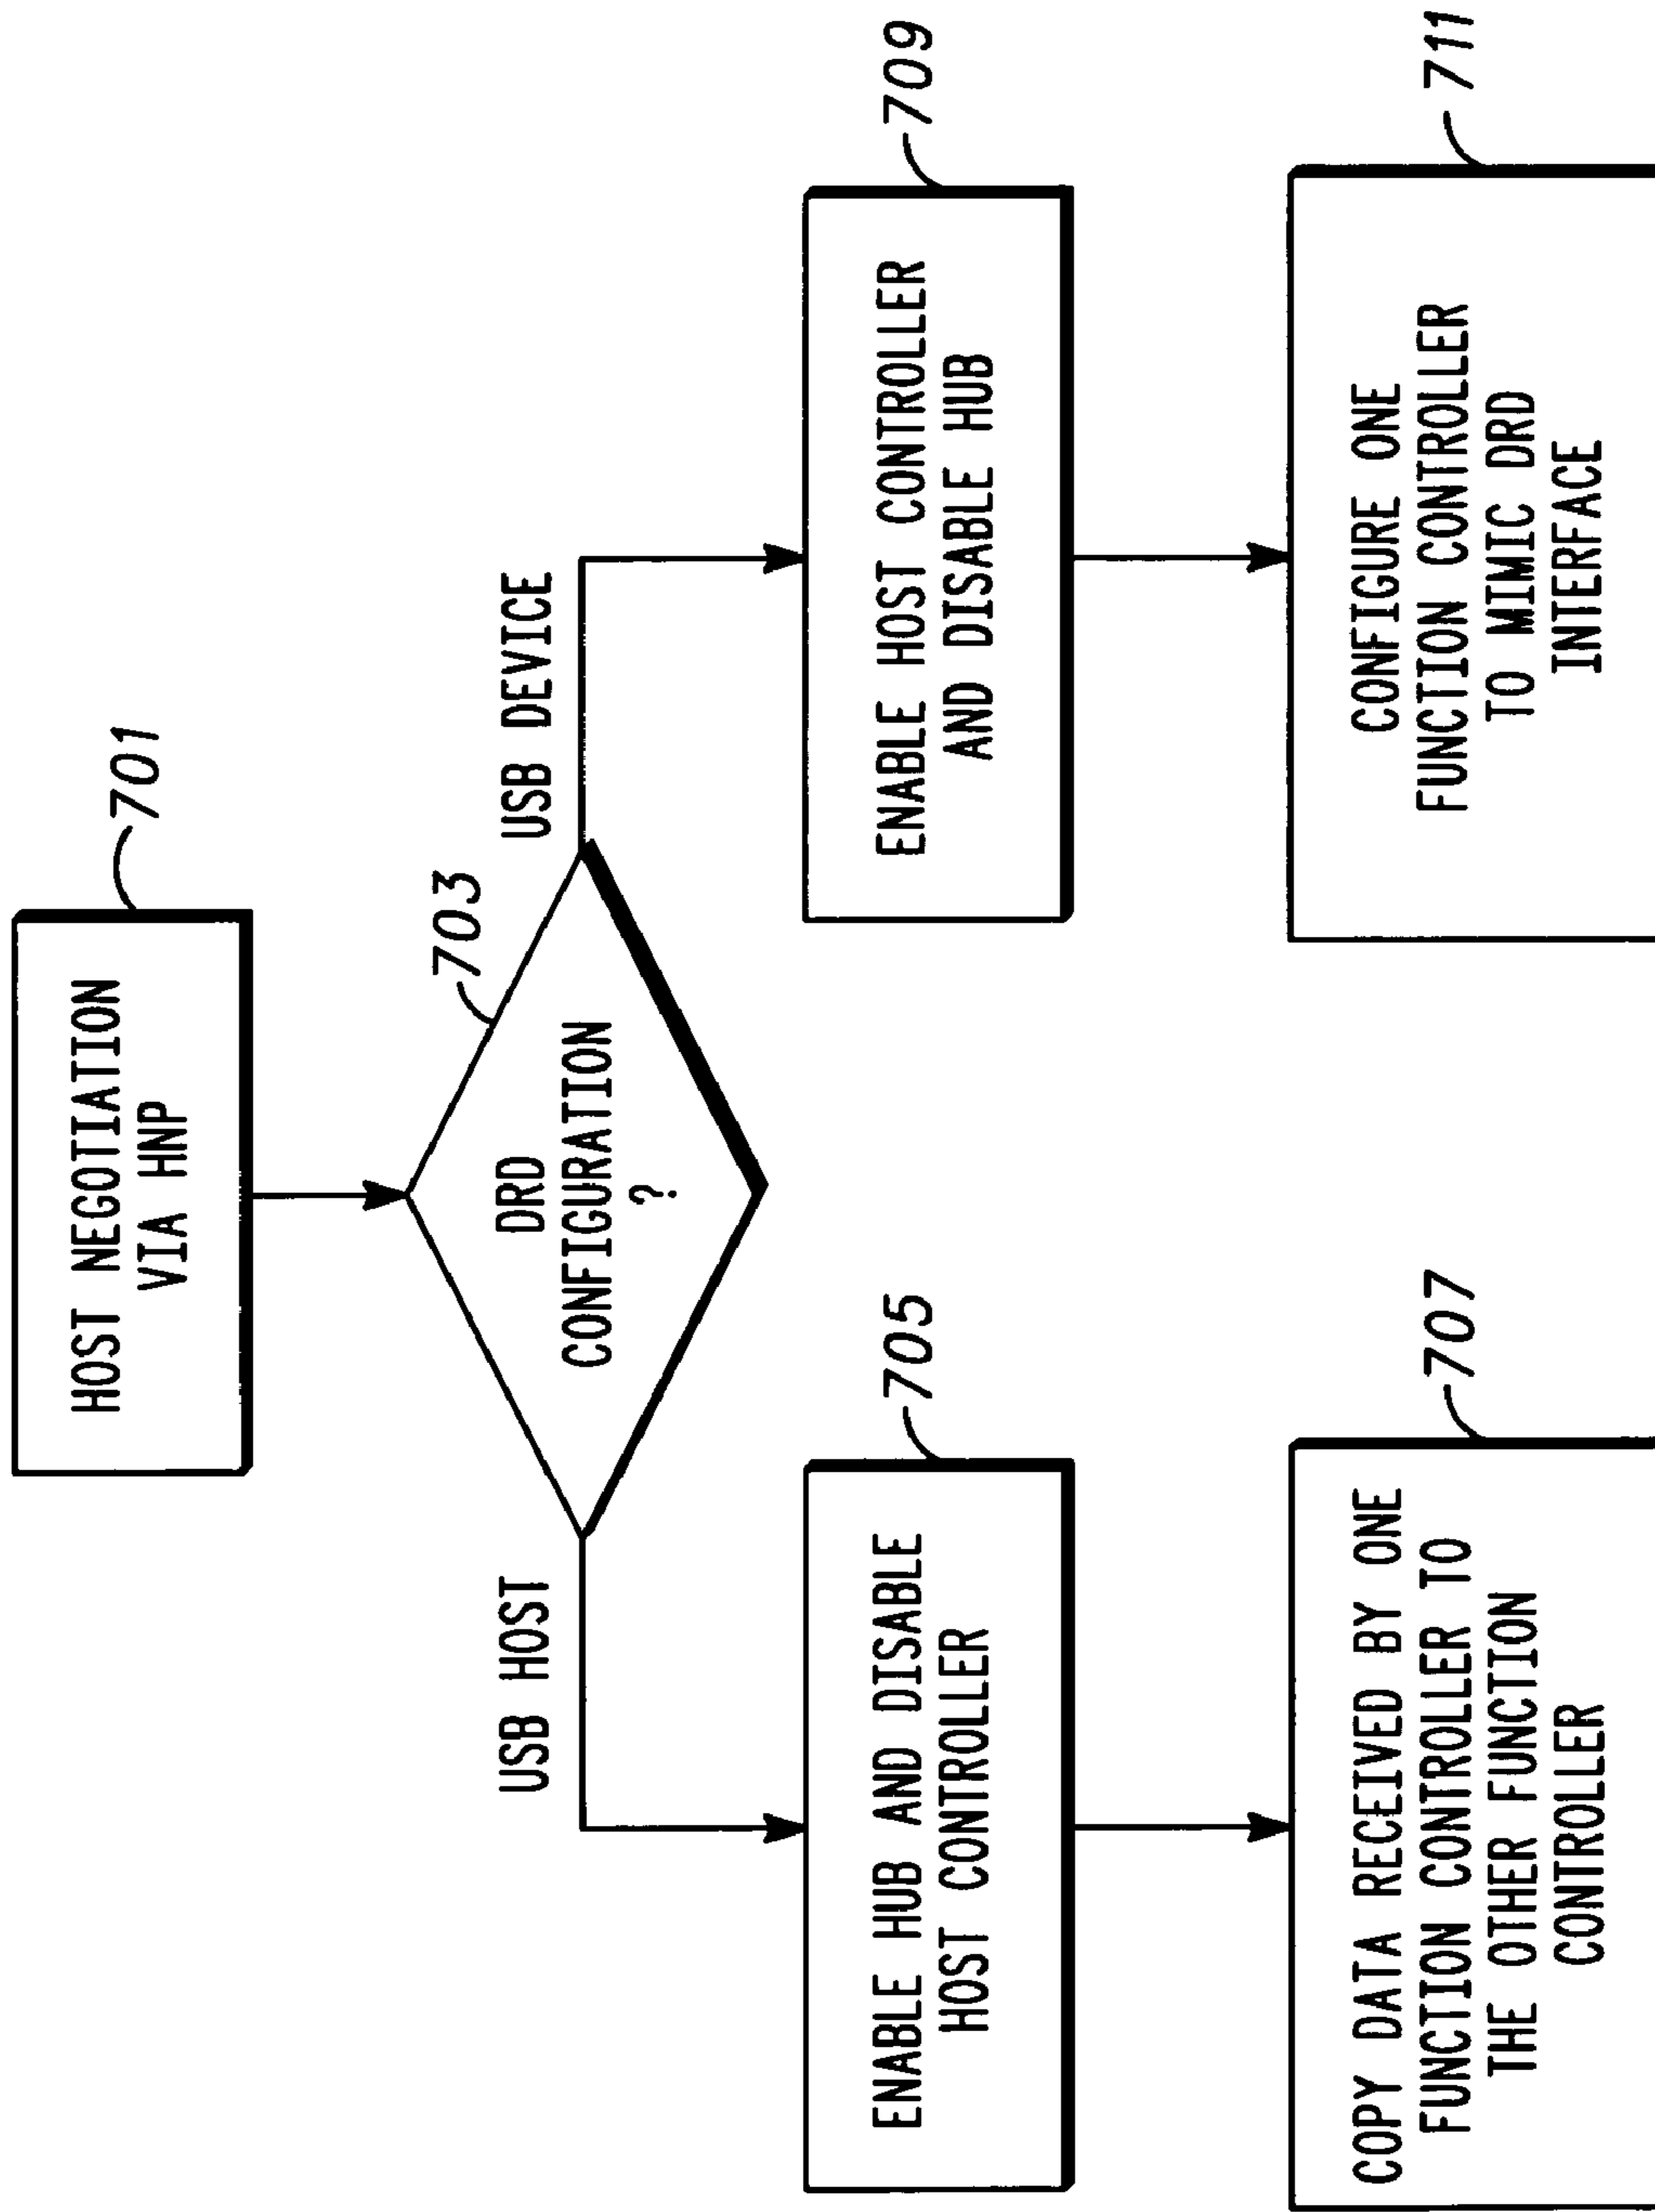 HOST NEGOTIATION
VIA HNP
701
DRD
CONFIGURATION
?
703
USB HOST
USB DEVICE
ENABLE HUB AND DISABLE
HOST CONTROLLER
705
ENABLE HOST CONTROLLER
AND DISABLE HUB
709
COPY DATA RECEIVED BY ONE
FUNCTION CONTROLLER TO
THE OTHER FUNCTION
CONTROLLER
707
CONFIGURE ONE
FUNCTION CONTROLLER
TO MIMIC DRD
INTERFACE
711